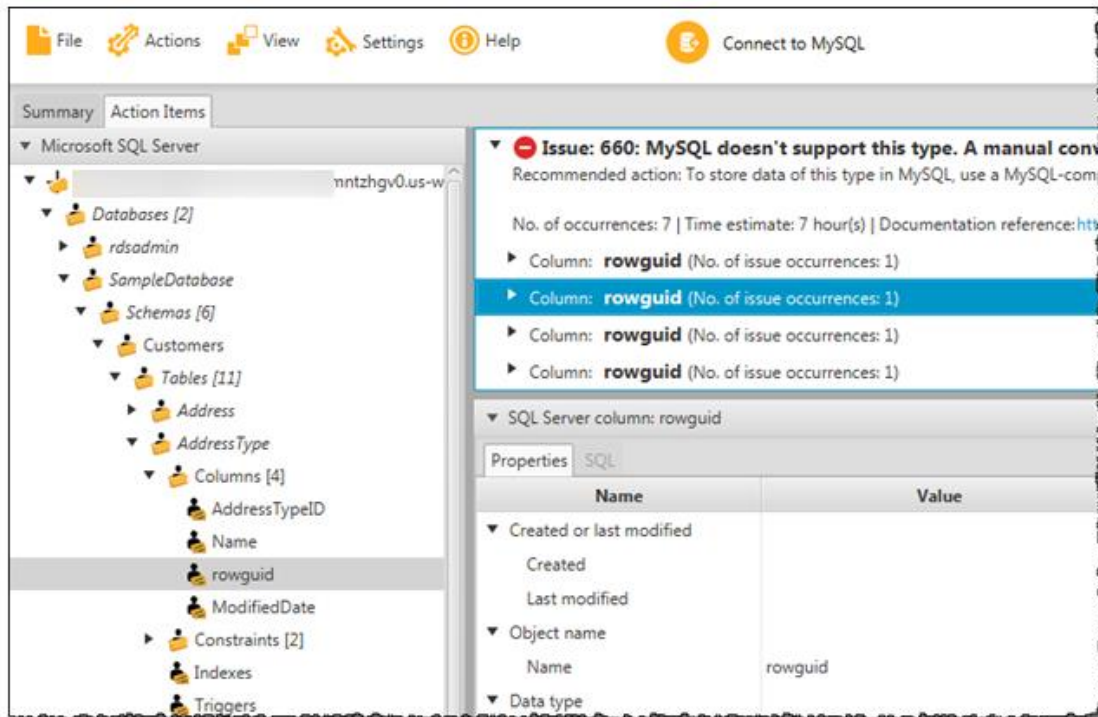 File Actions View Settings Help Connect to MySQL
Summary Action Items
Microsoft SQL Server
mntzhgv0.us-w
Databases [2]
rdsadmin
SampleDatabase
Schemas [6]
Customers
Tables [11]
Address
AddressType
Columns [4]
AddressTypeID
Name
rowguid
ModifiedDate
Constraints [2]
Indexes
Triggers
Issue: 660: MySQL doesn't support this type. A manual conv
Recommended action: To store data of this type in MySQL, use a MySQL-com
No. of occurrences: 7 | Time estimate: 7 hour(s) | Documentation reference: htt
Column: rowguid (No. of issue occurrences: 1)
Column: rowguid (No. of issue occurrences: 1)
Column: rowguid (No. of issue occurrences: 1)
Column: rowguid (No. of issue occurrences: 1)
SQL Server column: rowguid
Properties SQL
Name Value
Created or last modified
Created
Last modified
Object name
Name rowguid
Data type